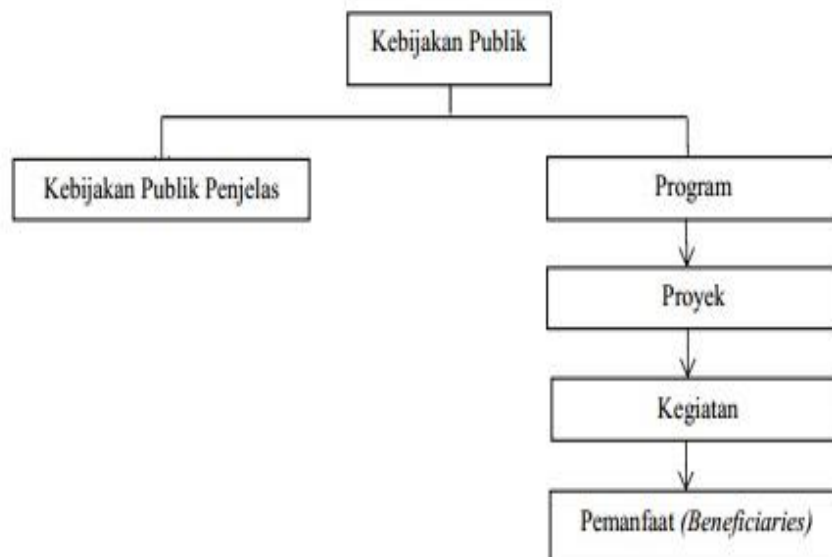 Kebijakan Publik
Kebijakan Publik Penjelas
Program
Proyek
Kegiatan
Pemanfaat (Beneficiaries)